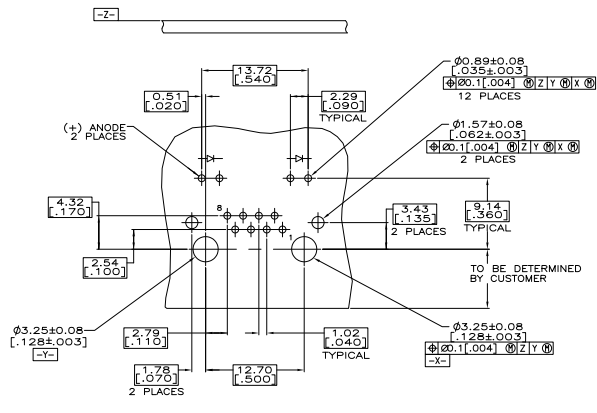 -Z-
13.72
[.540]
Ø0.89±0.08
[.035±.003]
⌖ Ø0.1[.004] Ⓜ Z Y Ⓜ X Ⓜ
12 PLACES
0.51
[.020]
2.29
[.090]
TYPICAL
(+) ANODE
2 PLACES
Ø1.57±0.08
[.062±.003]
⌖ Ø0.1[.004] Ⓜ Z Y Ⓜ X Ⓜ
2 PLACES
4.32
[.170]
8
3.43
[.135]
2 PLACES
9.14
[.360]
TYPICAL
1
2.54
[.100]
TO BE DETERMINED
BY CUSTOMER
Ø3.25±0.08
[.128±.003]
-Y-
2.79
[.110]
1.02
[.040]
TYPICAL
Ø3.25±0.08
[.128±.003]
⌖ Ø0.1[.004] Ⓜ Z Y Ⓜ
-X-
1.78
[.070]
2 PLACES
12.70
[.500]